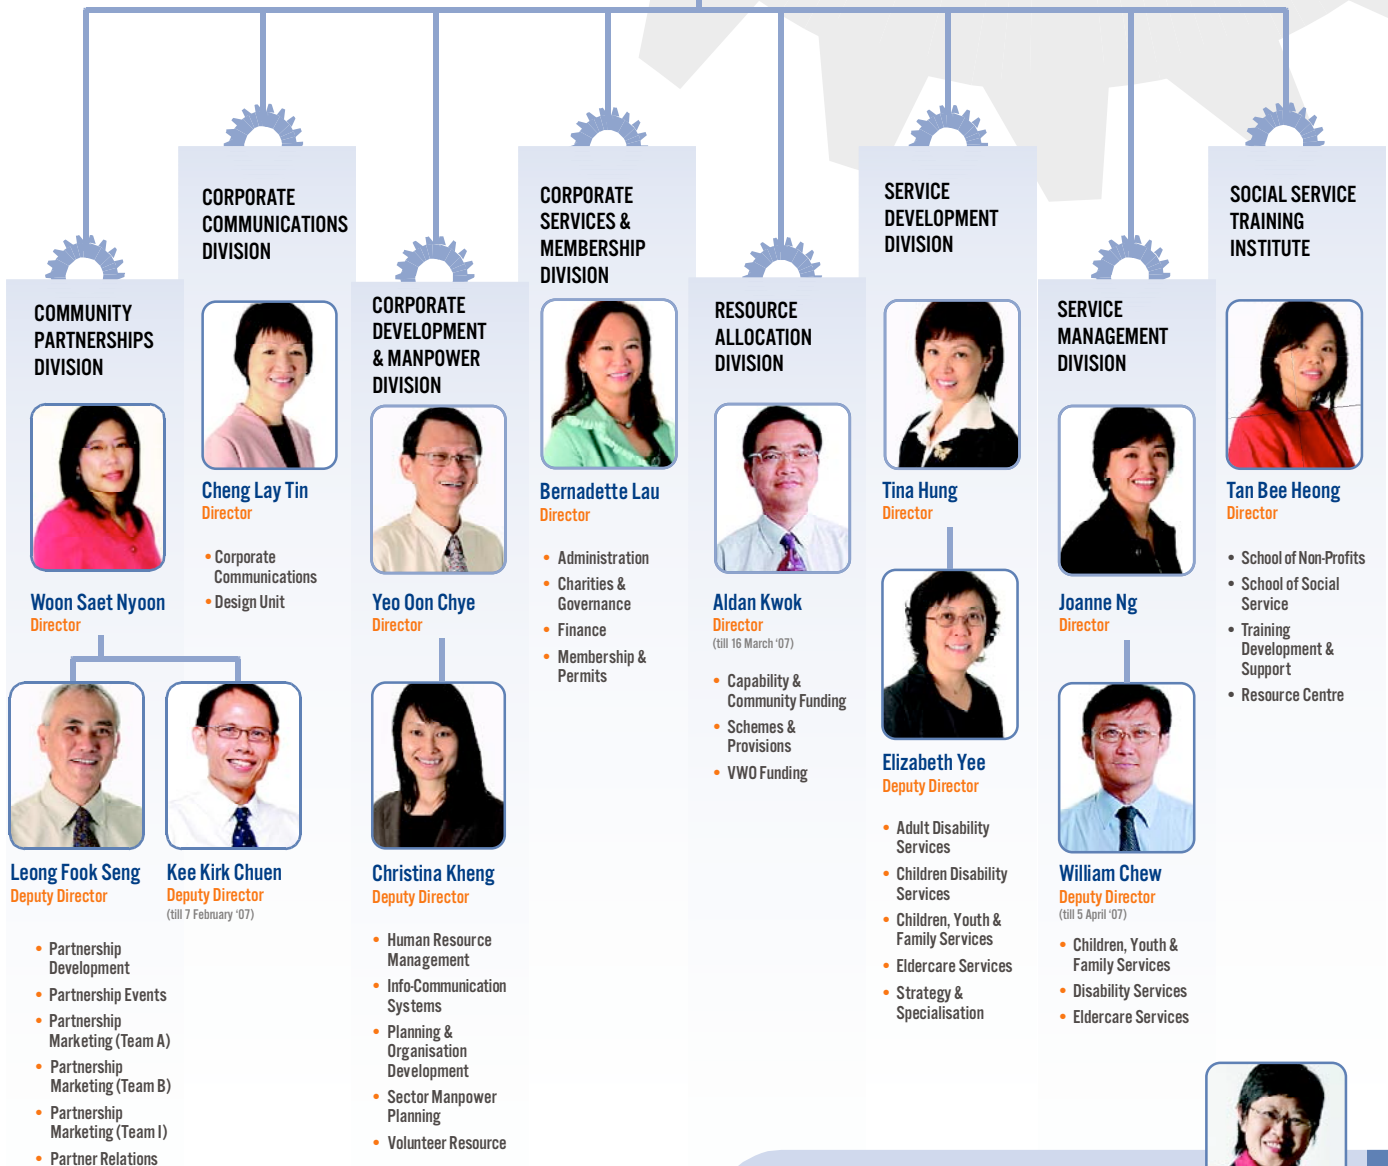 COMMUNITY
PARTNERSHIPS
DIVISION
Woon Saet Nyoon
Director
Leong Fook Seng
Deputy Director
Kee Kirk Chuen
Deputy Director
(till 7 February ‘07)
• Partnership
Development
• Partnership Events
• Partnership
Marketing (Team A)
• Partnership
Marketing (Team B)
• Partnership
Marketing (Team I)
• Partner Relations
CORPORATE
COMMUNICATIONS
DIVISION
Cheng Lay Tin
Director
• Corporate
Communications
• Design Unit
CORPORATE
DEVELOPMENT
& MANPOWER
DIVISION
Yeo Oon Chye
Director
Christina Kheng
Deputy Director
• Human Resource
Management
• Info-Communication
Systems
• Planning &
Organisation
Development
• Sector Manpower
Planning
• Volunteer Resource
CORPORATE
SERVICES &
MEMBERSHIP
DIVISION
Bernadette Lau
Director
• Administration
• Charities &
Governance
• Finance
• Membership &
Permits
RESOURCE
ALLOCATION
DIVISION
Aldan Kwok
Director
(till 16 March ‘07)
• Capability &
Community Funding
• Schemes &
Provisions
• VWO Funding
SERVICE
DEVELOPMENT
DIVISION
Tina Hung
Director
Elizabeth Yee
Deputy Director
• Adult Disability
Services
• Children Disability
Services
• Children, Youth &
Family Services
• Eldercare Services
• Strategy &
Specialisation
SERVICE
MANAGEMENT
DIVISION
Joanne Ng
Director
William Chew
Deputy Director
(till 5 April ‘07)
• Children, Youth &
Family Services
• Disability Services
• Eldercare Services
SOCIAL SERVICE
TRAINING
INSTITUTE
Tan Bee Heong
Director
• School of Non-Profits
• School of Social
Service
• Training
Development &
Support
• Resource Centre